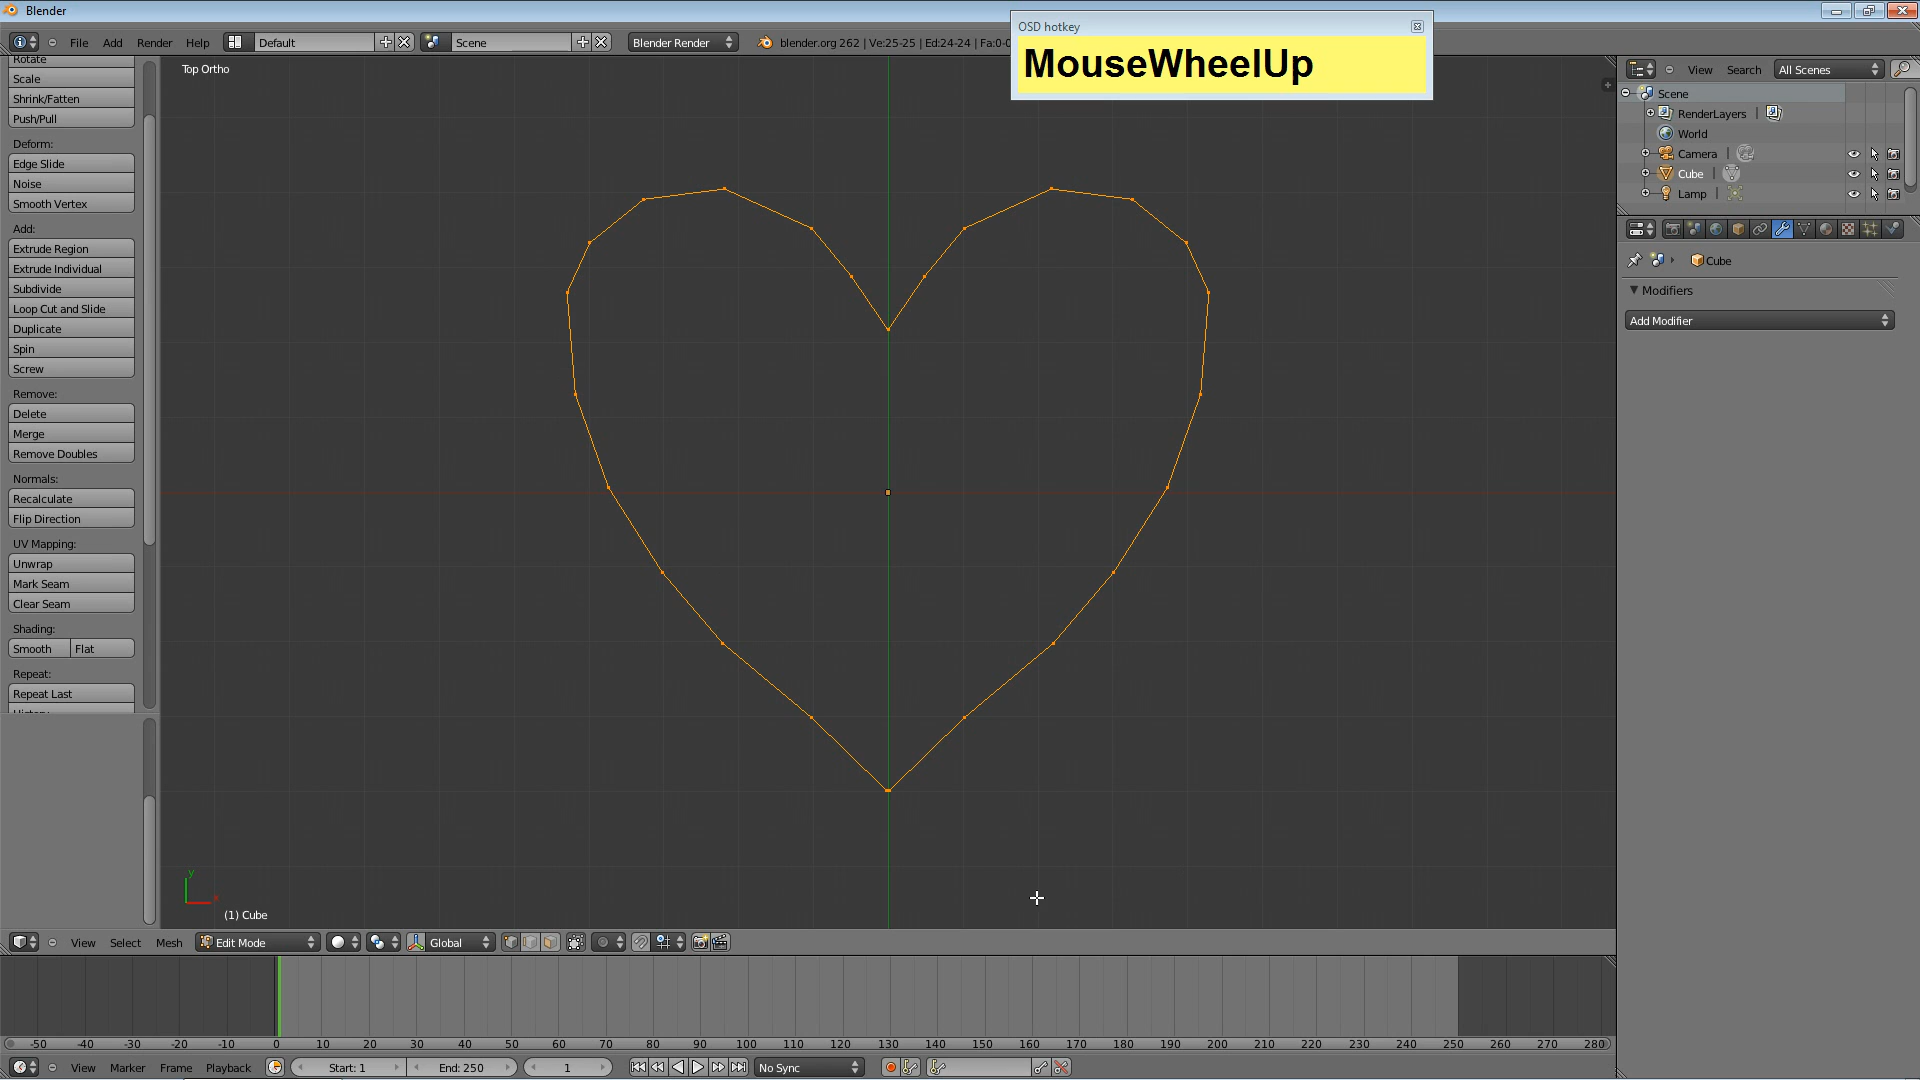 Blender
OSD hotkey
MouseWheelUp
File Add Render Help Default Scene Blender Render blender.org 262 | Ve:25-25 | Ed:24-24 | Fa:0-0
Rotate
Scale
Shrink/Fatten
Push/Pull
Deform:
Edge Slide
Noise
Smooth Vertex
Add:
Extrude Region
Extrude Individual
Subdivide
Loop Cut and Slide
Duplicate
Spin
Screw
Remove:
Delete
Merge
Remove Doubles
Normals:
Recalculate
Flip Direction
UV Mapping:
Unwrap
Mark Seam
Clear Seam
Shading:
Smooth Flat
Repeat:
Repeat Last
Top Ortho
y
(1) Cube
View Search All Scenes
Scene
RenderLayers
World
Camera
Cube
Lamp
Cube
Modifiers
Add Modifier
View Select Mesh Edit Mode Global
-50 -40 -30 -20 -10 0 10 20 30 40 50 60 70 80 90 100 110 120 130 140 150 160 170 180 190 200 210 220 230 240 250 260 270 280
View Marker Frame Playback Start: 1 End: 250 1 No Sync